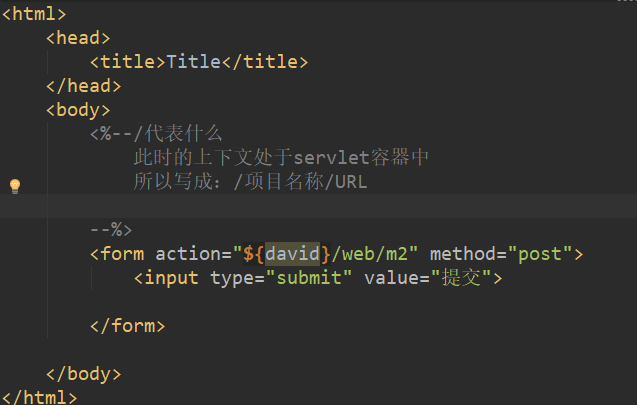 <html>
<head>
<title>Title</title>
</head>
<body>
<%--/代表什么
此时的上下文处于servlet容器中
所以写成：/项目名称/URL
--%>
<form action="${david}/web/m2" method="post">
<input type="submit" value="提交">
</form>
</body>
</html>